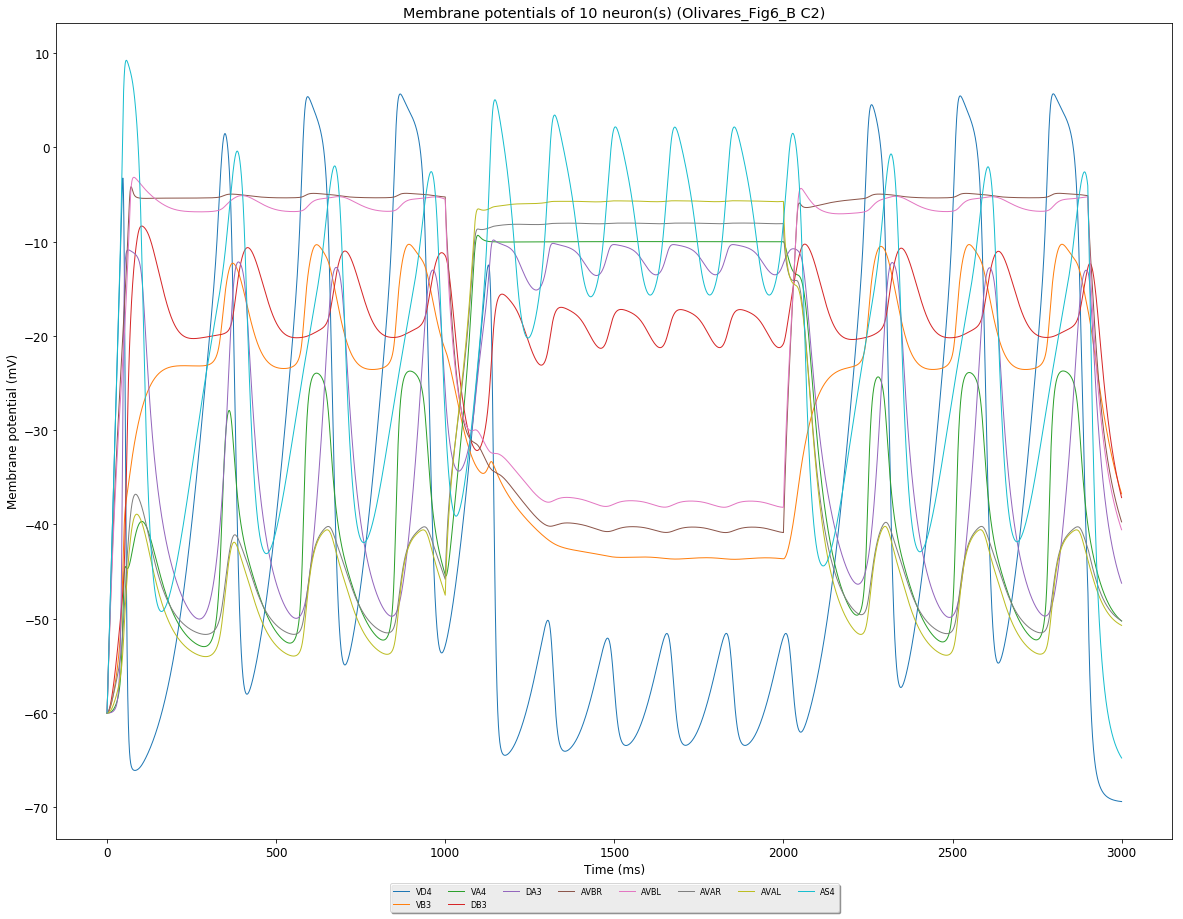 Membrane potentials of 10 neuron(s) (Olivares_Fig6_B C2)
10
0
−10
−20
−30
−40
−50
−60
−70
Membrane potential (mV)
0 500 1000 1500 2000 2500 3000
Time (ms)
VD4 VA4 DA3 AVBR AVBL AVAR AVAL AS4
VB3 DB3